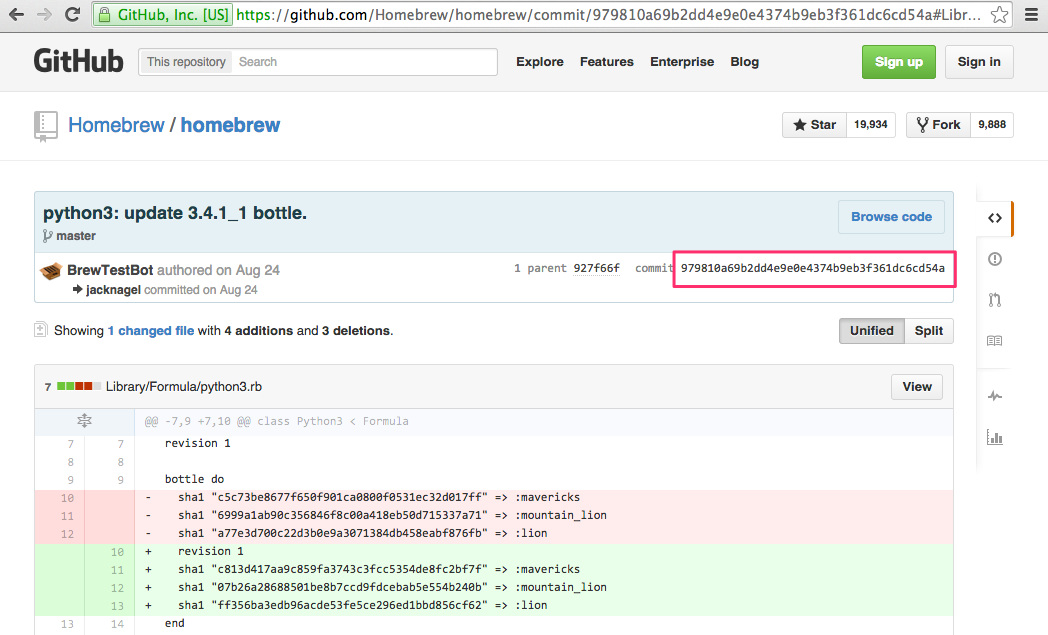 GitHub, Inc. [US] https://github.com/Homebrew/homebrew/commit/979810a69b2dd4e9e0e4374b9eb3f361dc6cd54a#Libr...
GitHub This repository Search Explore Features Enterprise Blog Sign up Sign in
Homebrew / homebrew Star 19,934 Fork 9,888
python3: update 3.4.1_1 bottle. Browse code
master
BrewTestBot authored on Aug 24 1 parent 927f66f commit 979810a69b2dd4e9e0e4374b9eb3f361dc6cd54a
jacknagel committed on Aug 24
Showing 1 changed file with 4 additions and 3 deletions. Unified Split
7 Library/Formula/python3.rb View
@@ -7,9 +7,10 @@ class Python3 < Formula
7 7 revision 1
8 8
9 9 bottle do
10 - sha1 "c5c73be8677f650f901ca0800f0531ec32d017ff" => :mavericks
11 - sha1 "6999a1ab90c356846f8c00a418eb50d715337a71" => :mountain_lion
12 - sha1 "a77e3d700c22d3b0e9a3071384db458eabf876fb" => :lion
10 + revision 1
11 + sha1 "c813d417aa9c859fa3743c3fcc5354de8fc2bf7f" => :mavericks
12 + sha1 "07b26a28688501be8b7ccd9fdcebab5e554b240b" => :mountain_lion
13 + sha1 "ff356ba3edb96acde53fe5ce296ed1bbd856cf62" => :lion
13 14 end